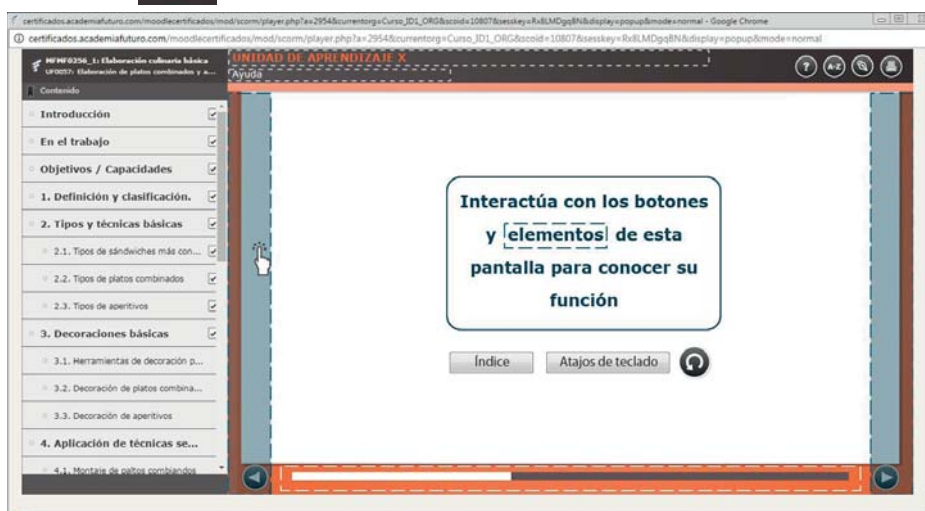 certificados.academiafuturo.com/moodlecertificados/mod/scorm/player.php?a=2954&currentorg=Curso_JD1_ORG&scoid=10807&sesskey=Rx8LMDgq8N&display=popup&mode=normal - Google Chrome
certificados.academiafuturo.com/moodlecertificados/mod/scorm/player.php?a=2954&currentorg=Curso_JD1_ORG&scoid=10807&sesskey=Rx8LMDgq8N&display=popup&mode=normal
MFMF0256_1: Elaboración culinaria básica
UF0057: Elaboración de platos combinados y a...
UNIDAD DE APRENDIZAJE X
Ayuda
? A-Z
Contenido
Introducción
En el trabajo
Objetivos / Capacidades
1. Definición y clasificación.
2. Tipos y técnicas básicas
2.1. Tipos de sándwiches más con...
2.2. Tipos de platos combinados
2.3. Tipos de aperitivos
3. Decoraciones básicas
3.1. Herramientas de decoración p...
3.2. Decoración de platos combina...
3.3. Decoración de aperitivos
4. Aplicación de técnicas se...
4.1. Montaje de paltos combiandos
Interactúa con los botones
y elementos de esta
pantalla para conocer su
función
Índice
Atajos de teclado